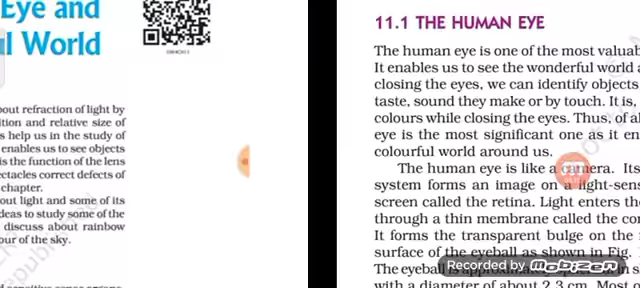 Eye and
ul World
out refraction of light by
ition and relative size of
s help us in the study of
enables us to see objects
is the function of the lens
ectacles correct defects of
chapter.
out light and some of its
deas to study some of the
discuss about rainbow
our of the sky.
11.1 THE HUMAN EYE
The human eye is one of the most valuab
It enables us to see the wonderful world a
closing the eyes, we can identify objects
taste, sound they make or by touch. It is,
colours while closing the eyes. Thus, of al
eye is the most significant one as it en
colourful world around us.
The human eye is like a camera. Its
system forms an image on a light-sens
screen called the retina. Light enters the
through a thin membrane called the cor
It forms the transparent bulge on the
surface of the eyeball as shown in Fig.
The eyeball is approximately
with a diameter of about 2.3 cm. Most o
Recorded by mobizen